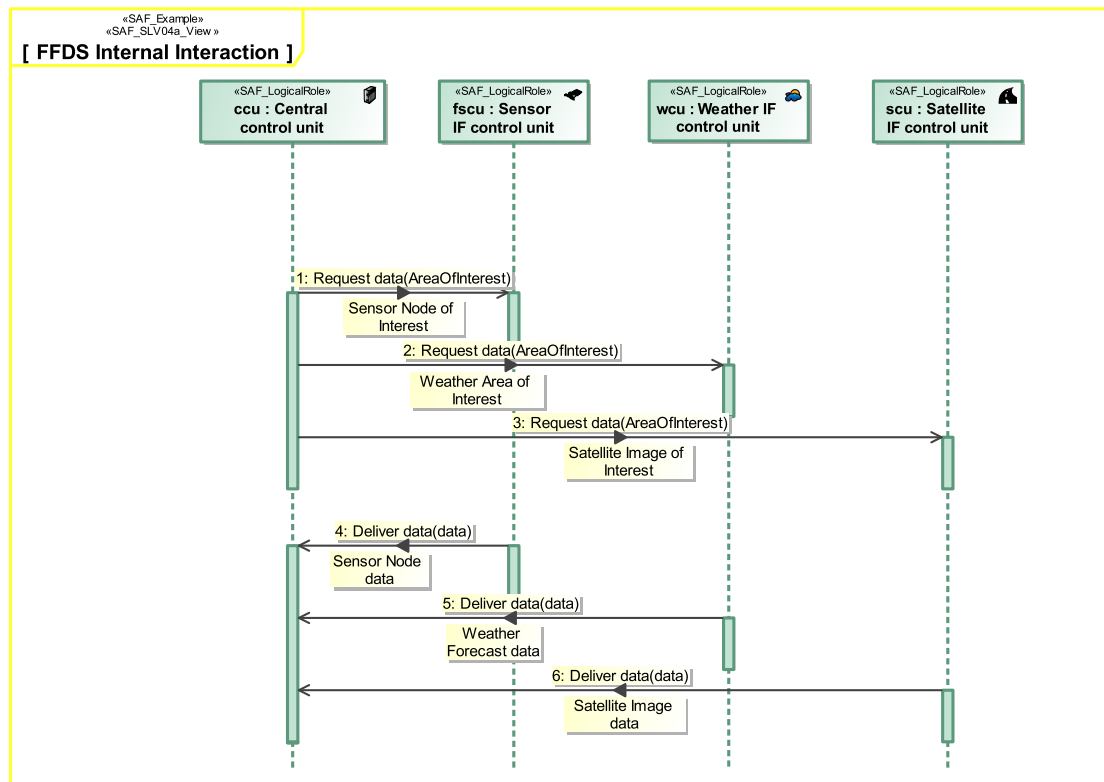 «SAF_Example»
«SAF_SLV04a_View »
[ FFDS Internal Interaction ]
«SAF_LogicalRole»
ccu : Central
control unit
«SAF_LogicalRole»
fscu : Sensor
IF control unit
«SAF_LogicalRole»
wcu : Weather IF
control unit
«SAF_LogicalRole»
scu : Satellite
IF control unit
1: Request data(AreaOfInterest)
Sensor Node of
Interest
2: Request data(AreaOfInterest)
Weather Area of
Interest
3: Request data(AreaOfInterest)
Satellite Image of
Interest
4: Deliver data(data)
Sensor Node
data
5: Deliver data(data)
Weather
Forecast data
6: Deliver data(data)
Satellite Image
data